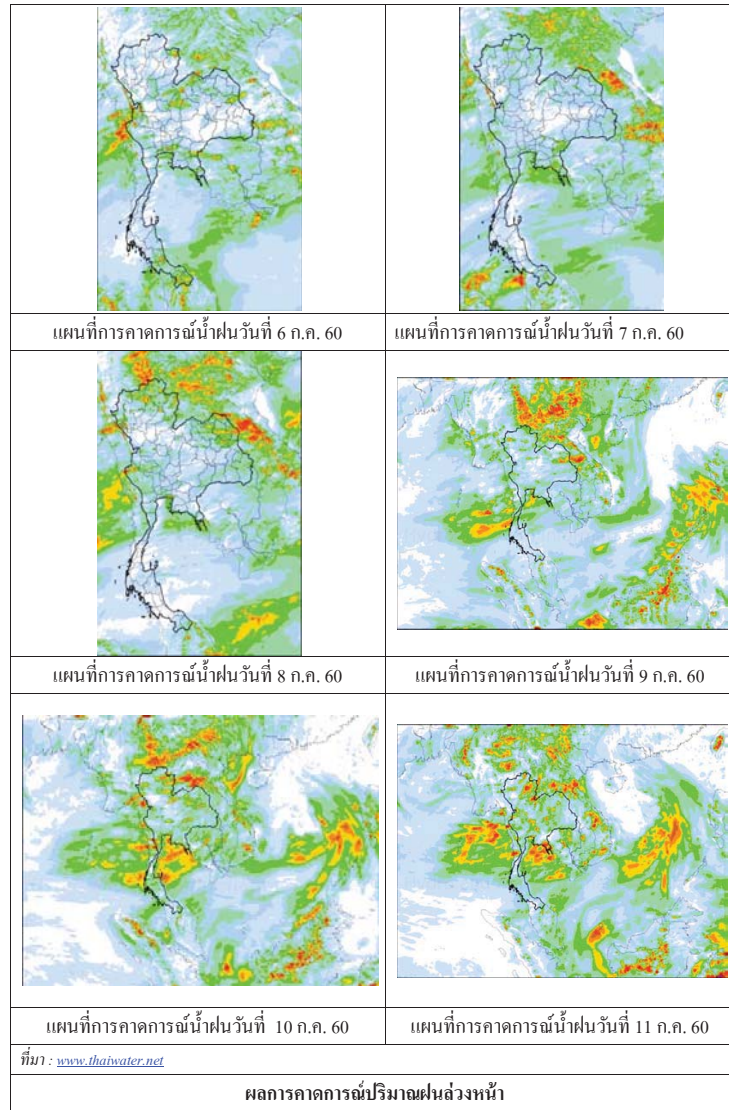 แผนที่การคาดการณ์น้ำฝนวันที่ 6 ก.ค. 60
แผนที่การคาดการณ์น้ำฝนวันที่ 7 ก.ค. 60
แผนที่การคาดการณ์น้ำฝนวันที่ 8 ก.ค. 60
แผนที่การคาดการณ์น้ำฝนวันที่ 9 ก.ค. 60
แผนที่การคาดการณ์น้ำฝนวันที่ 10 ก.ค. 60
แผนที่การคาดการณ์น้ำฝนวันที่ 11 ก.ค. 60
ที่มา : www.thaiwater.net
ผลการคาดการณ์ปริมาณฝนล่วงหน้า